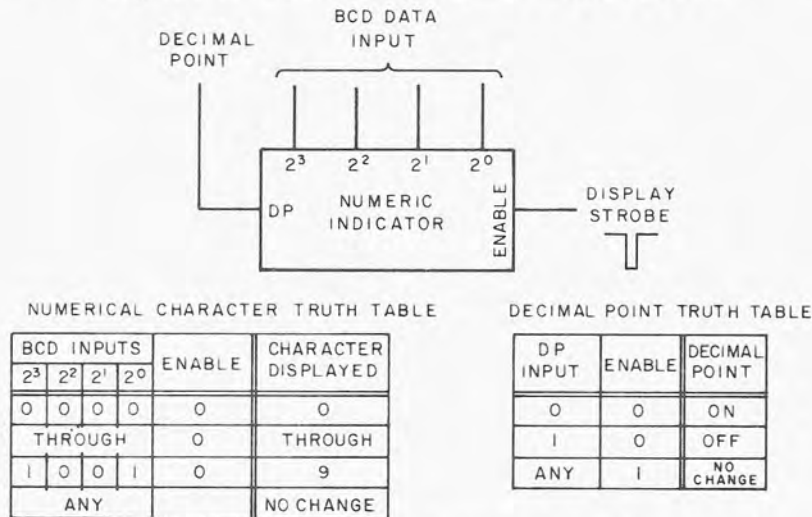 BCD DATA
INPUT
DECIMAL
POINT
2³ 2² 2¹ 2⁰
DP
NUMERIC
INDICATOR
ENABLE
DISPLAY
STROBE
NUMERICAL CHARACTER TRUTH TABLE
BCD INPUTS ENABLE CHARACTER DISPLAYED
2³ 2² 2¹ 2⁰
0 0 0 0 0 0
THROUGH 0 THROUGH
1 0 0 1 0 9
ANY NO CHANGE
DECIMAL POINT TRUTH TABLE
DP INPUT ENABLE DECIMAL POINT
0 0 ON
1 0 OFF
ANY 1 NO CHANGE